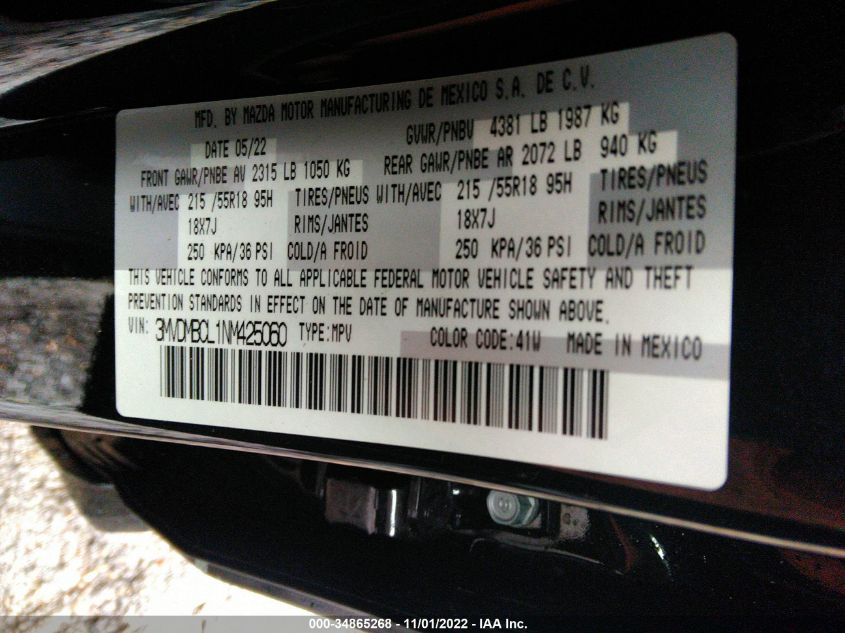 MFD. BY MAZDA MOTOR MANUFACTURING DE MEXICO S.A. DE C.V.
DATE 05/22 GVWR/PNBV 4381 LB 1987 KG
FRONT GAWR/PNBE AV 2315 LB 1050 KG REAR GAWR/PNBE AR 2072 LB 940 KG
WITH/AVEC 215 /55R18 95H TIRES/PNEUS WITH/AVEC 215 /55R18 95H TIRES/PNEUS
18X7J RIMS/JANTES 18X7J RIMS/JANTES
250 KPA/36 PSI COLD/A FROID 250 KPA/36 PSI COLD/A FROID
THIS VEHICLE CONFORMS TO ALL APPLICABLE FEDERAL MOTOR VEHICLE SAFETY AND THEFT
PREVENTION STANDARDS IN EFFECT ON THE DATE OF MANUFACTURE SHOWN ABOVE.
VIN: 3MVDMBCL1NM425060 TYPE:MPV COLOR CODE:41W MADE IN MEXICO
000-34865268 - 11/01/2022 - IAA Inc.